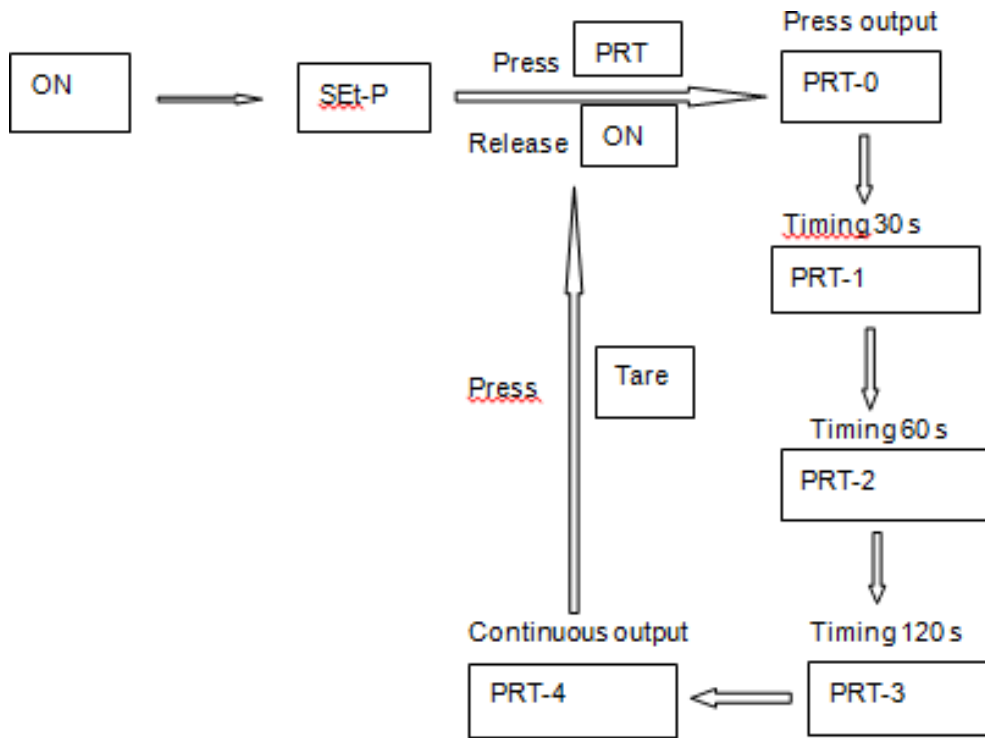 ON
SEt-P
Press PRT
Release ON
Press output
PRT-0
Timing 30 s
PRT-1
Timing 60 s
PRT-2
Timing 120 s
PRT-3
Continuous output
PRT-4
Press Tare